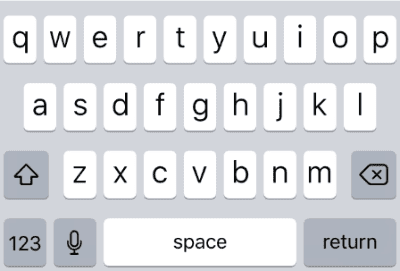 q w e r t y u i o p
a s d f g h j k l
z x c v b n m
123 space return